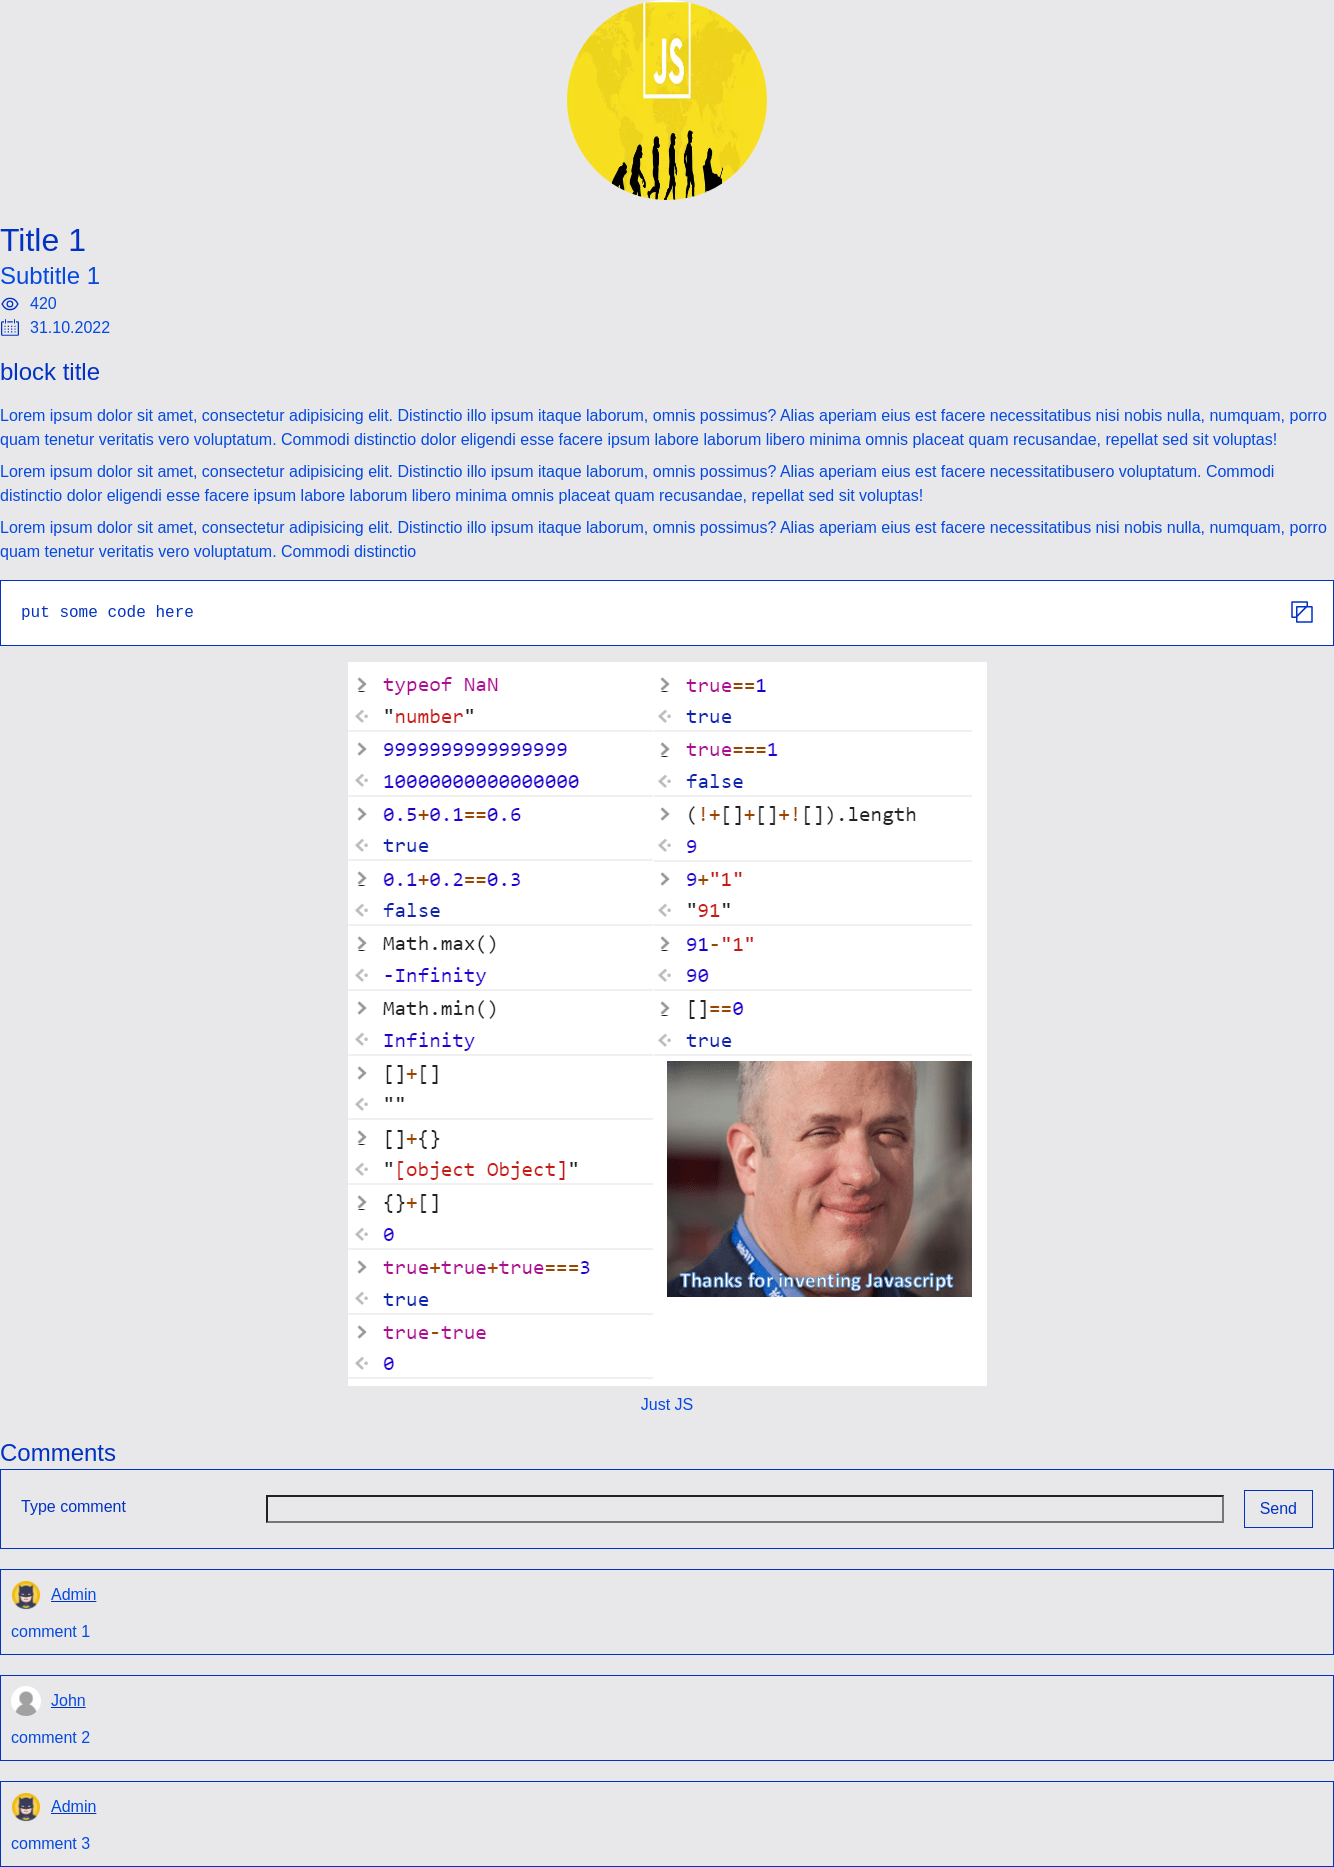 JS
Title 1
Subtitle 1
420
31.10.2022
block title
Lorem ipsum dolor sit amet, consectetur adipisicing elit. Distinctio illo ipsum itaque laborum, omnis possimus? Alias aperiam eius est facere necessitatibus nisi nobis nulla, numquam, porro
quam tenetur veritatis vero voluptatum. Commodi distinctio dolor eligendi esse facere ipsum labore laborum libero minima omnis placeat quam recusandae, repellat sed sit voluptas!
Lorem ipsum dolor sit amet, consectetur adipisicing elit. Distinctio illo ipsum itaque laborum, omnis possimus? Alias aperiam eius est facere necessitatibusero voluptatum. Commodi
distinctio dolor eligendi esse facere ipsum labore laborum libero minima omnis placeat quam recusandae, repellat sed sit voluptas!
Lorem ipsum dolor sit amet, consectetur adipisicing elit. Distinctio illo ipsum itaque laborum, omnis possimus? Alias aperiam eius est facere necessitatibus nisi nobis nulla, numquam, porro
quam tenetur veritatis vero voluptatum. Commodi distinctio
put some code here
typeof NaN
"number"
9999999999999999
10000000000000000
0.5+0.1==0.6
true
0.1+0.2==0.3
false
Math.max()
-Infinity
Math.min()
Infinity
[]+[]
""
[]+{}
"[object Object]"
{}+[]
0
true+true+true===3
true
true-true
0
true==1
true
true===1
false
(!+[]+[]+![]).length
9
9+"1"
"91"
91-"1"
90
[]==0
true
Thanks for inventing Javascript
Just JS
Comments
Type comment
Send
Admin
comment 1
John
comment 2
Admin
comment 3